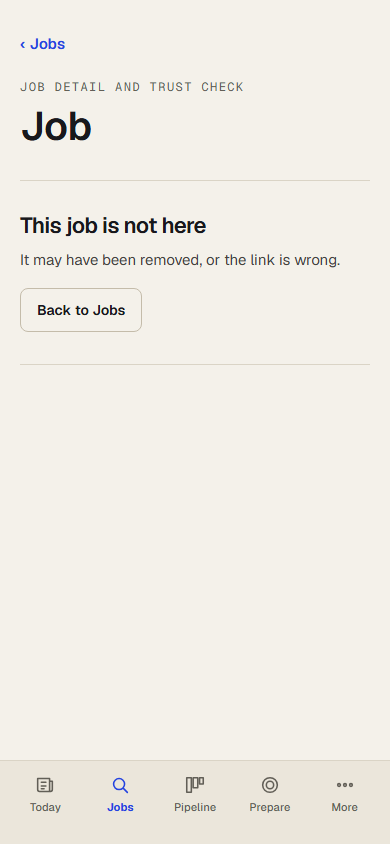 ‹ Jobs
JOB DETAIL AND TRUST CHECK
Job
This job is not here
It may have been removed, or the link is wrong.
Back to Jobs
Today
Jobs
Pipeline
Prepare
More